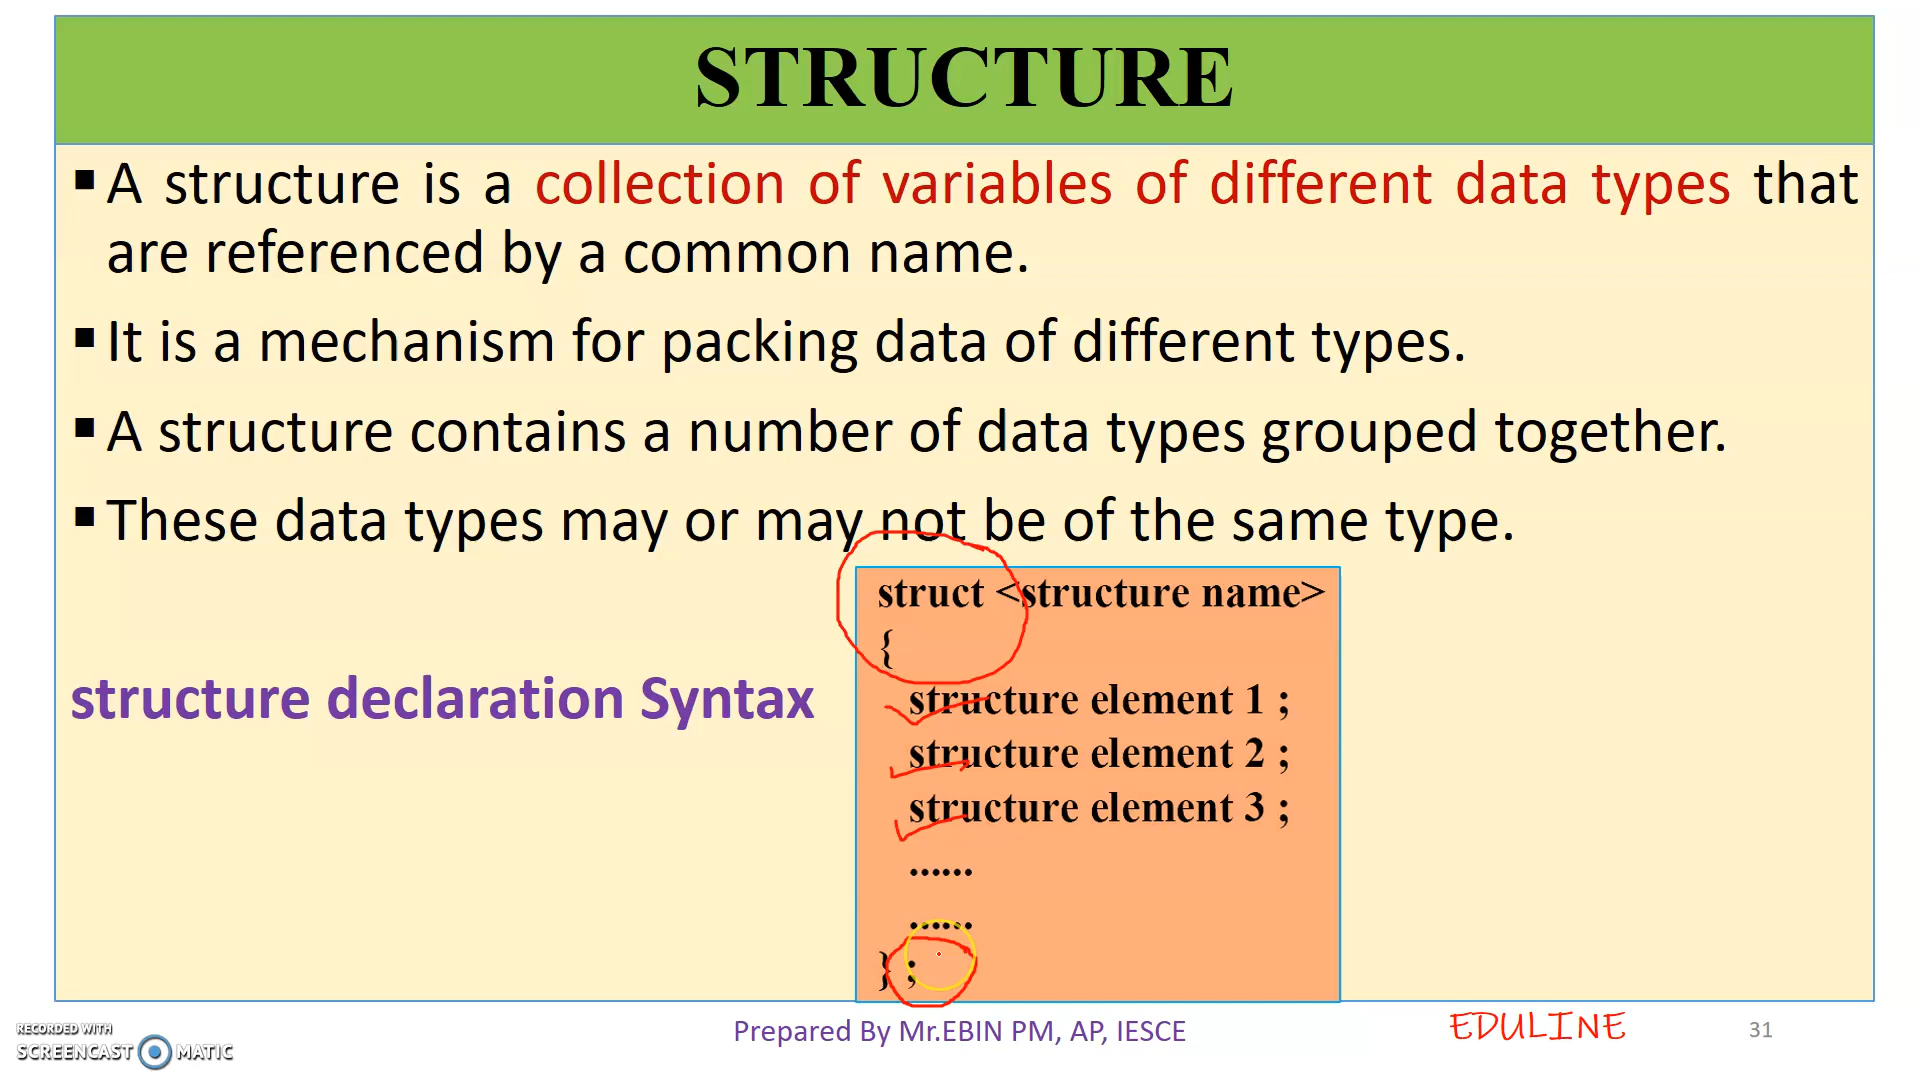 STRUCTURE
▪A structure is a collection of variables of different data types that
are referenced by a common name.
▪It is a mechanism for packing data of different types.
▪A structure contains a number of data types grouped together.
▪These data types may or may not be of the same type.
struct <structure name>
{
structure element 1 ;
structure declaration Syntax
structure element 2 ;
structure element 3 ;
......
......
} ;
RECORDED WITH
SCREENCAST MATIC
Prepared By Mr.EBIN PM, AP, IESCE
EDULINE
31